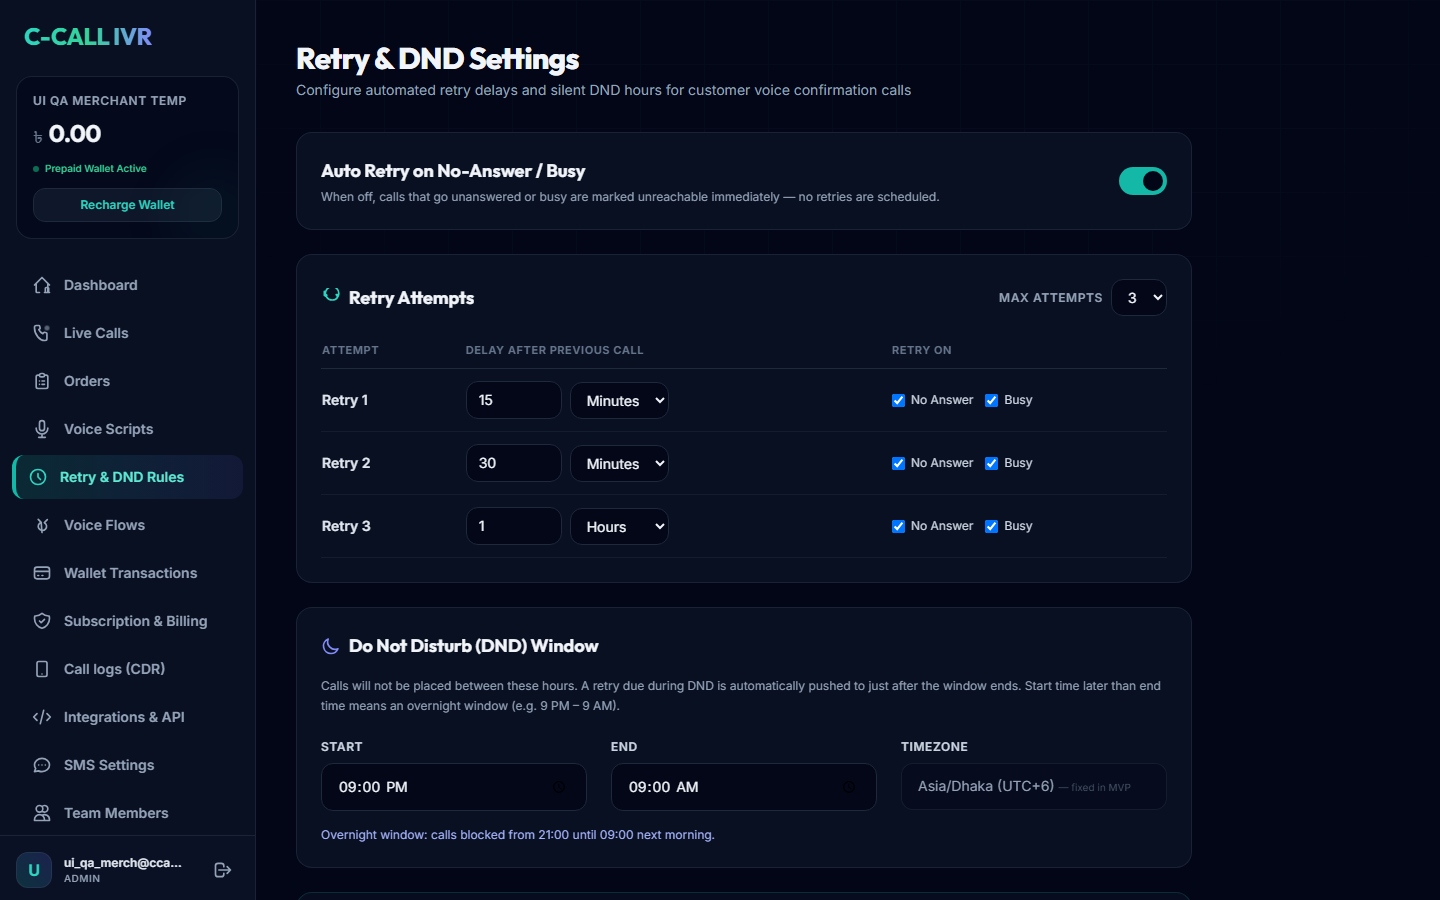 C-CALL IVR
UI QA MERCHANT TEMP
৳ 0.00
Prepaid Wallet Active
Recharge Wallet
Dashboard
Live Calls
Orders
Voice Scripts
Retry & DND Rules
Voice Flows
Wallet Transactions
Subscription & Billing
Call logs (CDR)
Integrations & API
SMS Settings
Team Members
U
ui_qa_merch@cca...
ADMIN
Retry & DND Settings
Configure automated retry delays and silent DND hours for customer voice confirmation calls
Auto Retry on No-Answer / Busy
When off, calls that go unanswered or busy are marked unreachable immediately — no retries are scheduled.
Retry Attempts
MAX ATTEMPTS 3
ATTEMPT DELAY AFTER PREVIOUS CALL RETRY ON
Retry 1 15 Minutes No Answer Busy
Retry 2 30 Minutes No Answer Busy
Retry 3 1 Hours No Answer Busy
Do Not Disturb (DND) Window
Calls will not be placed between these hours. A retry due during DND is automatically pushed to just after the window ends. Start time later than end
time means an overnight window (e.g. 9 PM – 9 AM).
START END TIMEZONE
09:00 PM 09:00 AM Asia/Dhaka (UTC+6) — fixed in MVP
Overnight window: calls blocked from 21:00 until 09:00 next morning.